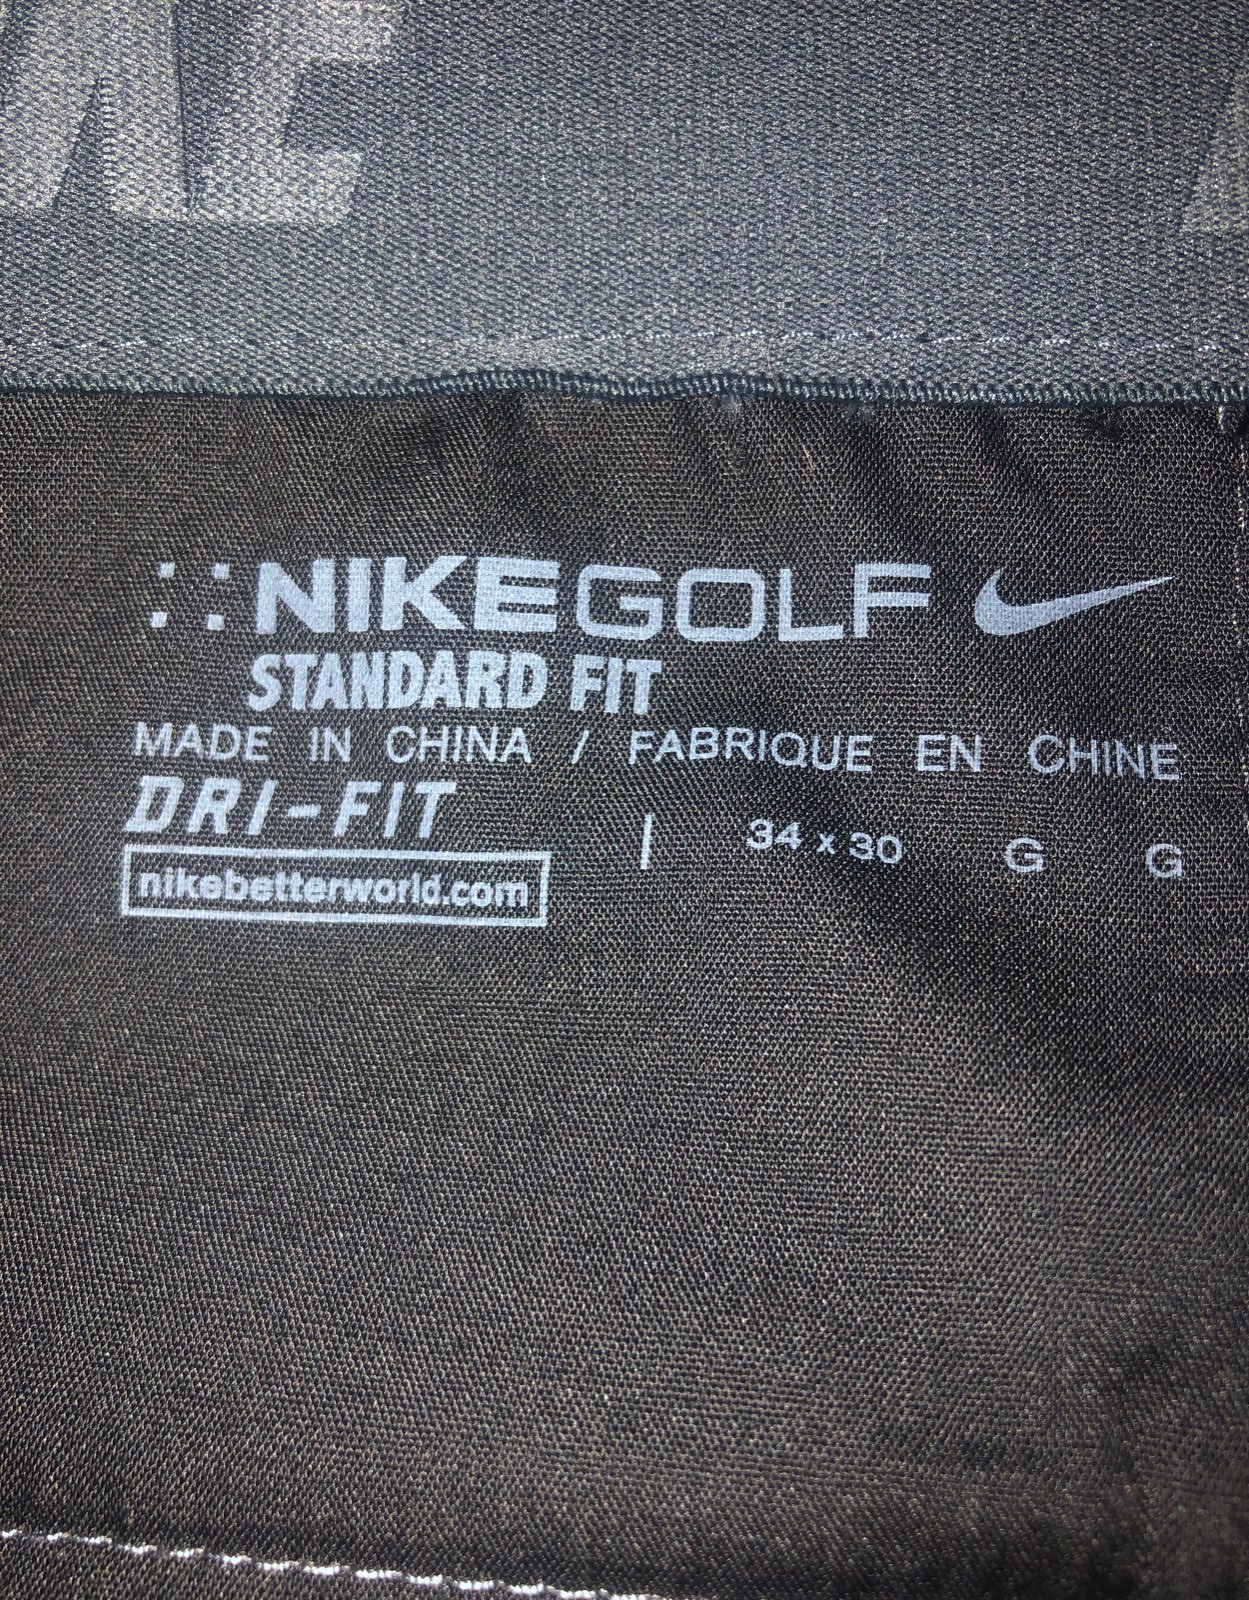 NIKEGOLF
STANDARD FIT
MADE IN CHINA / FABRIQUE EN CHINE
DRI-FIT
| 34 x 30 G G
nikebetterworld.com